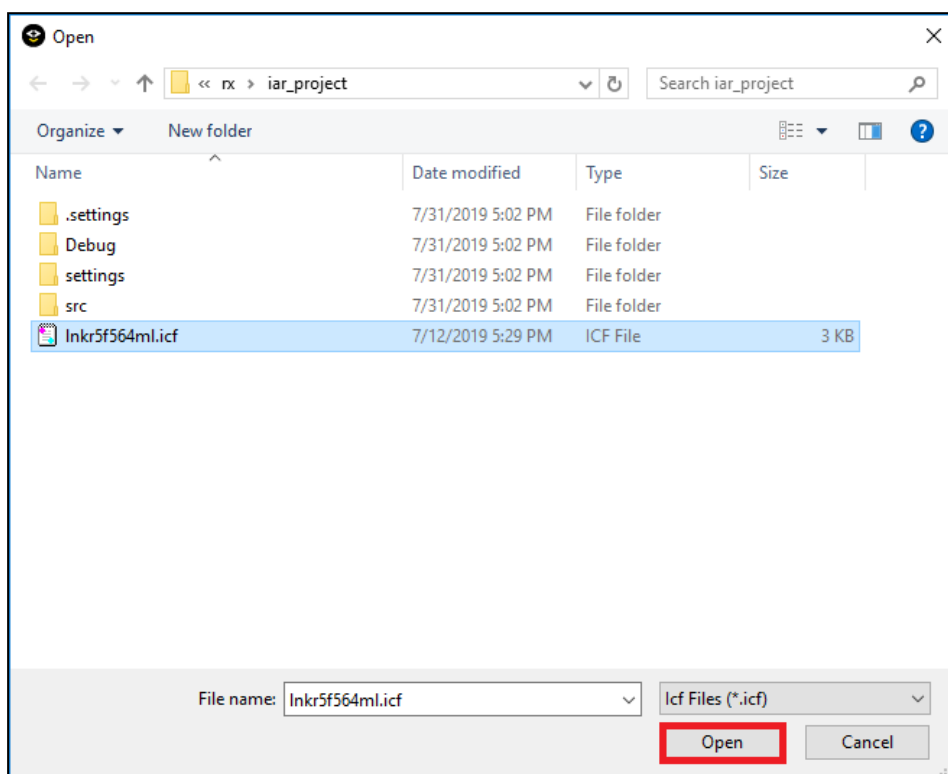 Open
« rx > iar_project
Search iar_project
Organize
New folder
Name Date modified Type Size
.settings 7/31/2019 5:02 PM File folder
Debug 7/31/2019 5:02 PM File folder
settings 7/31/2019 5:02 PM File folder
src 7/31/2019 5:02 PM File folder
lnkr5f564ml.icf 7/12/2019 5:29 PM ICF File 3 KB
File name: lnkr5f564ml.icf Icf Files (*.icf)
Open Cancel